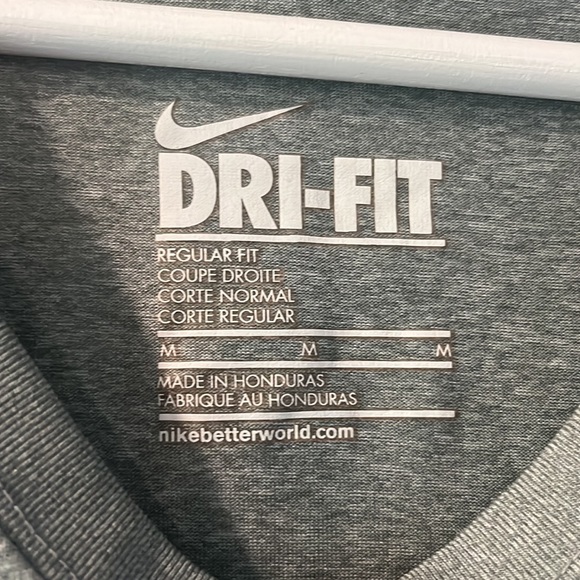 DRI-FIT
REGULAR FIT
COUPE DROITE
CORTE NORMAL
CORTE REGULAR
M M M
MADE IN HONDURAS
FABRIQUE AU HONDURAS
nikebetterworld.com